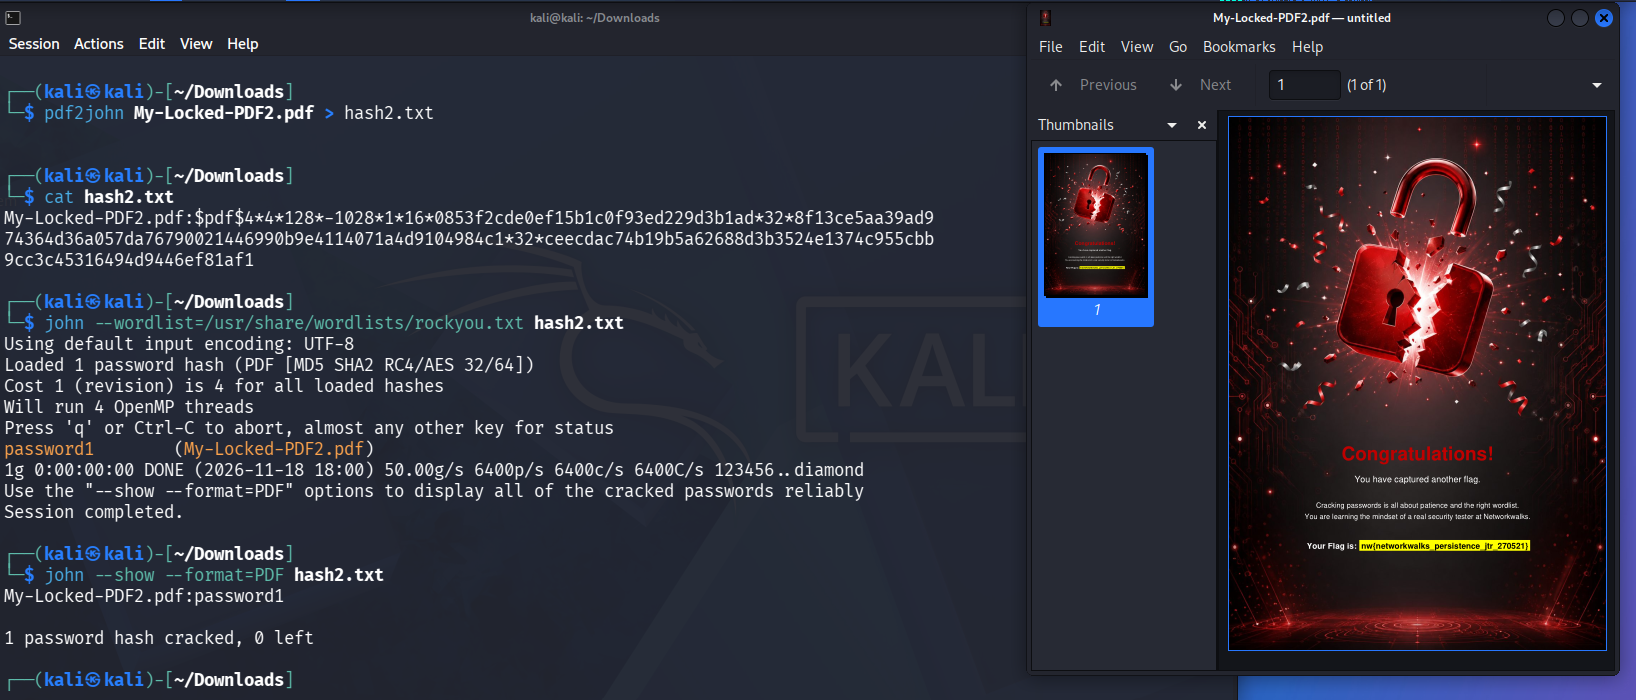 kali@kali: ~/Downloads
Session Actions Edit View Help
┌──(kali㉿kali)-[~/Downloads]
└─$ pdf2john My-Locked-PDF2.pdf > hash2.txt
┌──(kali㉿kali)-[~/Downloads]
└─$ cat hash2.txt
My-Locked-PDF2.pdf:$pdf$4*4*128*-1028*1*16*0853f2cde0ef15b1c0f93ed229d3b1ad*32*8f13ce5aa39ad9
74364d36a057da76790021446990b9e4114071a4d9104984c1*32*ceecdac74b19b5a62688d3b3524e1374c955cbb
9cc3c45316494d9446ef81af1
┌──(kali㉿kali)-[~/Downloads]
└─$ john --wordlist=/usr/share/wordlists/rockyou.txt hash2.txt
Using default input encoding: UTF-8
Loaded 1 password hash (PDF [MD5 SHA2 RC4/AES 32/64])
Cost 1 (revision) is 4 for all loaded hashes
Will run 4 OpenMP threads
Press 'q' or Ctrl-C to abort, almost any other key for status
password1        (My-Locked-PDF2.pdf)
1g 0:00:00:00 DONE (2026-11-18 18:00) 50.00g/s 6400p/s 6400c/s 6400C/s 123456..diamond
Use the "--show --format=PDF" options to display all of the cracked passwords reliably
Session completed.
┌──(kali㉿kali)-[~/Downloads]
└─$ john --show --format=PDF hash2.txt
My-Locked-PDF2.pdf:password1
1 password hash cracked, 0 left
┌──(kali㉿kali)-[~/Downloads]
KALI
My-Locked-PDF2.pdf — untitled
File Edit View Go Bookmarks Help
Previous Next 1 (1 of 1)
Thumbnails
1
Congratulations!
You have captured another flag.
Cracking passwords is all about patience and the right wordlist.
You are learning the mindset of a real security tester at Networkwalks.
Your Flag is: nw{networkwalks_persistence_jtr_270521}